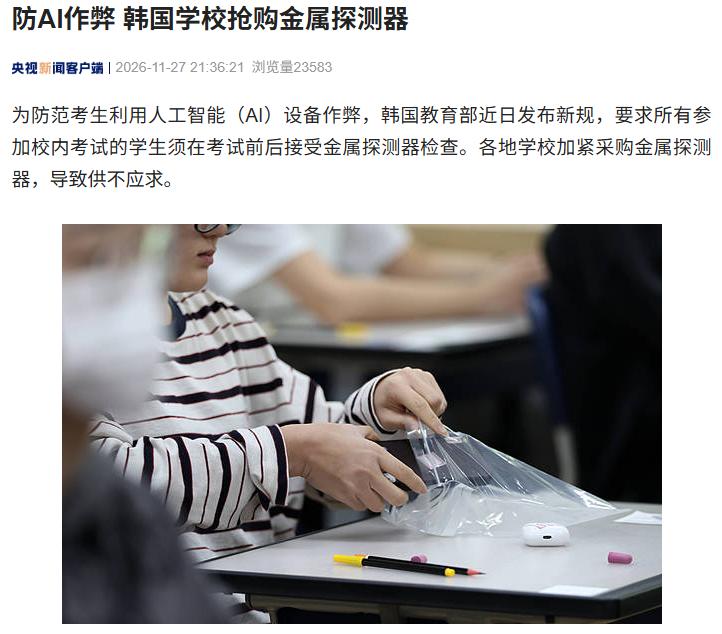 防AI作弊 韩国学校抢购金属探测器
央视新闻客户端 | 2026-11-27 21:36:21 浏览量23583
为防范考生利用人工智能（AI）设备作弊，韩国教育部近日发布新规，要求所有参
加校内考试的学生须在考试前后接受金属探测器检查。各地学校加紧采购金属探测
器，导致供不应求。